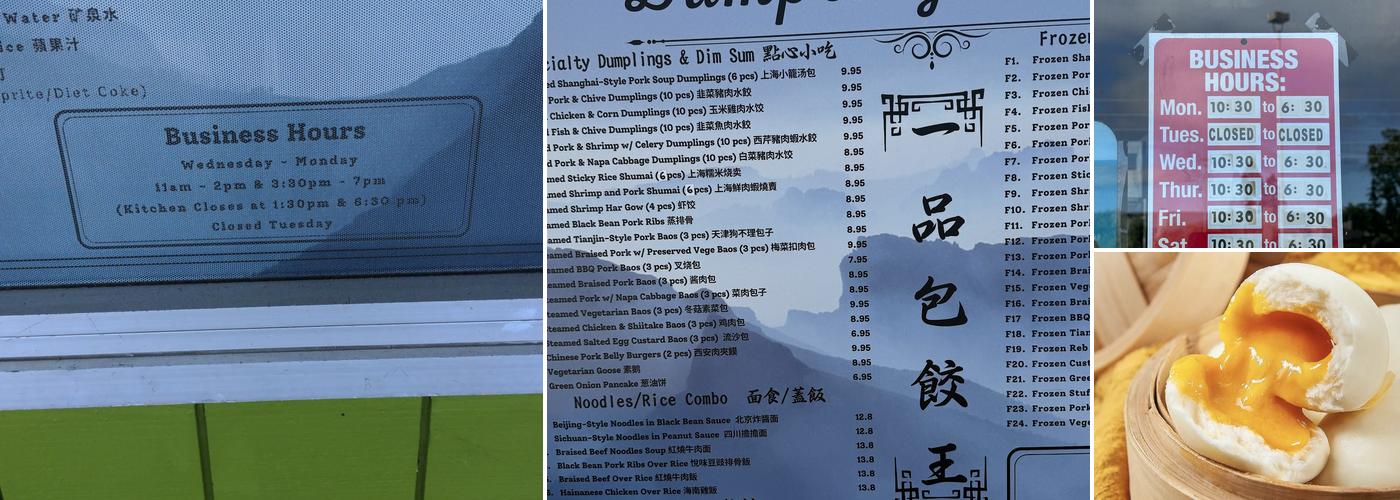 Water 矿泉水
ice 蘋果汁
prite/Diet Coke)
Business Hours
Wednesday - Monday
11am - 2pm & 3:30pm - 7pm
(Kitchen Closes at 1:30pm & 6:30 pm)
Closed Tuesday
cialty Dumplings & Dim Sum 點心小吃
ed Shanghai-Style Pork Soup Dumplings (6 pcs) 上海小籠汤包 9.95
Pork & Chive Dumplings (10 pcs) 韭菜豬肉水餃 9.95
Chicken & Corn Dumplings (10 pcs) 玉米雞肉水饺 9.95
d Fish & Chive Dumplings (10 pcs) 韭菜魚肉水餃 9.95
d Pork & Shrimp w/ Celery Dumplings (10 pcs) 西芹豬肉蝦水餃 9.95
d Pork & Napa Cabbage Dumplings (10 pcs) 白菜豬肉水饺 8.95
med Sticky Rice Shumai (6 pcs) 上海糯米烧卖 8.95
med Shrimp and Pork Shumai (6 pcs) 上海鮮肉蝦燒賣 8.95
med Shrimp Har Gow (4 pcs) 虾饺 8.95
amed Black Bean Pork Ribs 蒸排骨 8.95
amed Tianjin-Style Pork Baos (3 pcs) 天津狗不理包子 8.95
amed Braised Pork w/ Preserved Vege Baos (3 pcs) 梅菜扣肉包 9.95
eamed BBQ Pork Baos (3 pcs) 叉烧包 7.95
eamed Braised Pork Baos (3 pcs) 酱肉包 8.95
teamed Pork w/ Napa Cabbage Baos (3 pcs) 菜肉包子 8.95
teamed Vegetarian Baos (3 pcs) 冬菇素菜包 9.95
teamed Chicken & Shiitake Baos (3 pcs) 鸡肉包 8.95
Steamed Salted Egg Custard Baos (3 pcs) 流沙包 6.95
Chinese Pork Belly Burgers (2 pcs) 西安肉夾饃 9.95
Vegetarian Goose 素鹅 8.95
Green Onion Pancake 葱油饼 6.95
Noodles/Rice Combo 面食/蓋飯
Beijing-Style Noodles in Black Bean Sauce 北京炸醬面 12.8
Sichuan-Style Noodles in Peanut Sauce 四川擔擔面 12.8
Braised Beef Noodles Soup 紅燒牛肉面 13.8
Black Bean Pork Ribs Over Rice 悅味豆豉排骨飯 13.8
Braised Beef Over Rice 紅燒牛肉飯 13.8
Hainanese Chicken Over Rice 海南雞飯 13.8
一
品
包
餃
王
Frozen
F1. Frozen Sha
F2. Frozen Por
F3. Frozen Chi
F4. Frozen Fish
F5. Frozen Por
F6. Frozen Por
F7. Frozen Sha
F8. Frozen Stic
F9. Frozen Shr
F10. Frozen Shr
F11. Frozen Por
F12. Frozen Por
F13. Frozen Por
F14. Frozen Brai
F15. Frozen Veg
F16. Frozen Brai
F17 Frozen BBQ
F18. Frozen Tian
F19. Frozen Reb
F20. Frozen Cust
F21. Frozen Gree
F22. Frozen Stuf
F23. Frozen Pork
F24. Frozen Vege
BUSINESS
HOURS:
Mon. 10:30 to 6:30
Tues. CLOSED to CLOSED
Wed. 10:30 to 6:30
Thur. 10:30 to 6:30
Fri. 10:30 to 6:30
Sat. 10:30 to 6:30